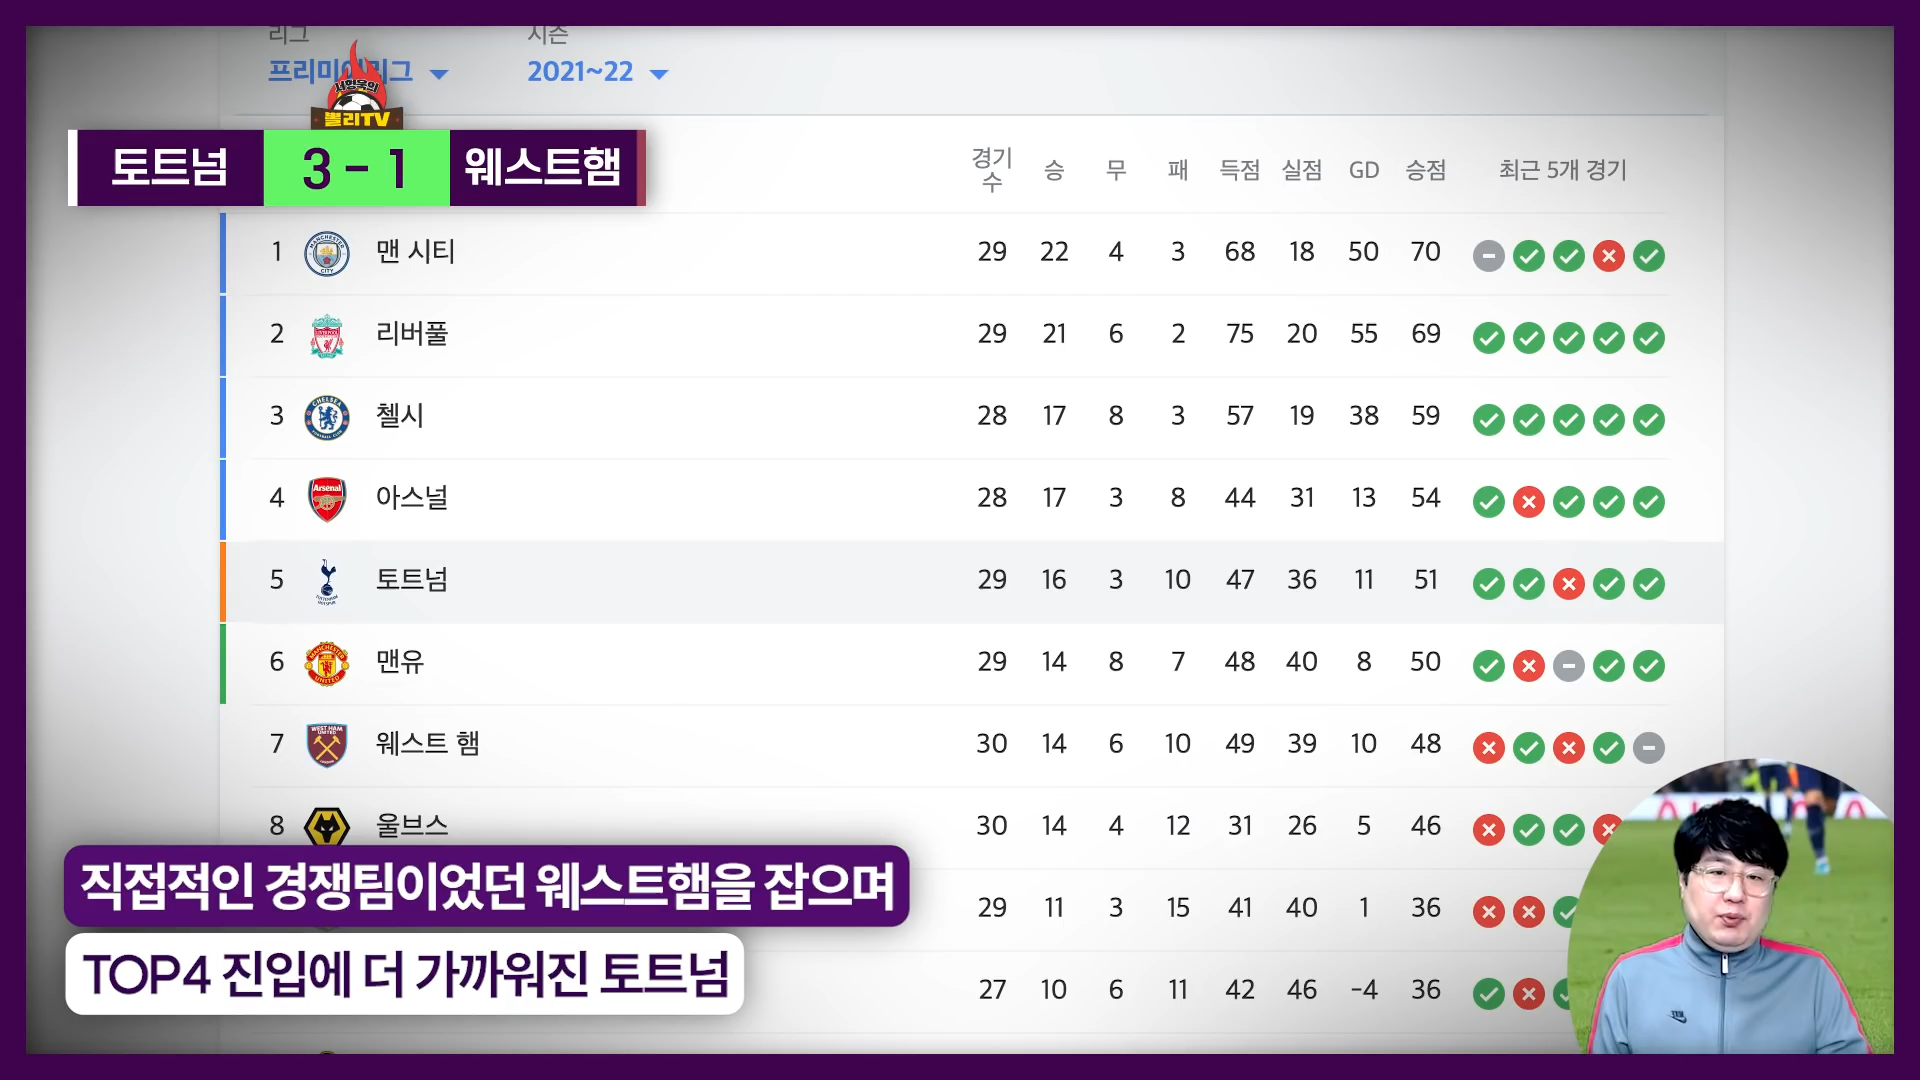 리그 시즌
프리미어리그 2021~22
서형욱의
뽈리TV
토트넘 3 - 1 웨스트햄
경기수 승 무 패 득점 실점 GD 승점 최근 5개 경기
1 맨 시티 29 22 4 3 68 18 50 70
2 리버풀 29 21 6 2 75 20 55 69
3 첼시 28 17 8 3 57 19 38 59
4 Arsenal 아스널 28 17 3 8 44 31 13 54
5 토트넘 29 16 3 10 47 36 11 51
6 맨유 29 14 8 7 48 40 8 50
7 웨스트 햄 30 14 6 10 49 39 10 48
8 울브스 30 14 4 12 31 26 5 46
29 11 3 15 41 40 1 36
27 10 6 11 42 46 -4 36
직접적인 경쟁팀이었던 웨스트햄을 잡으며
TOP4 진입에 더 가까워진 토트넘